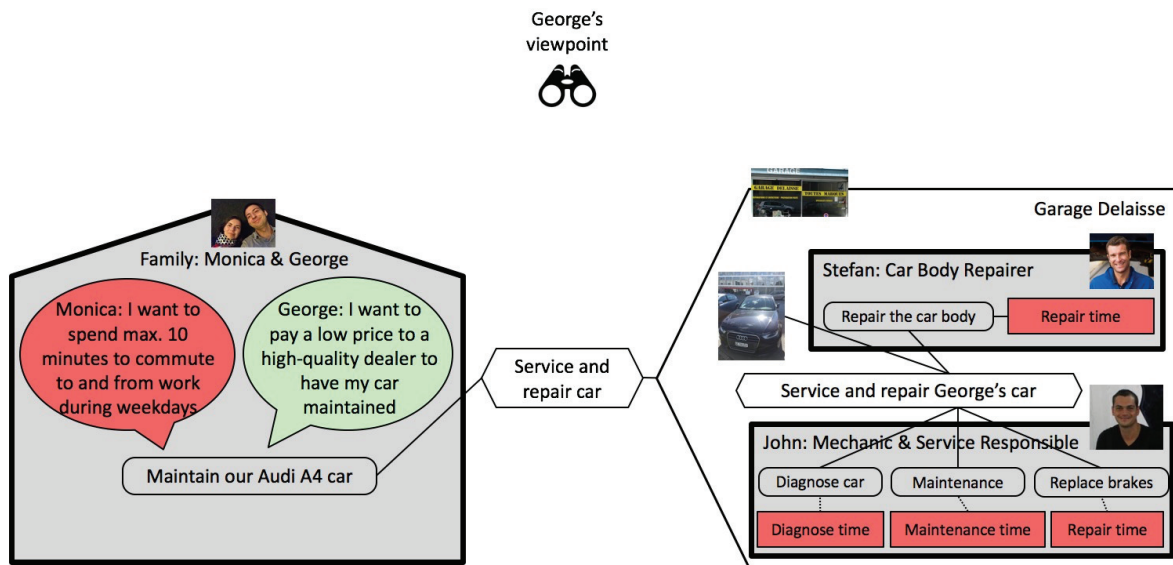 George's
viewpoint
GARAGE
GARAGE DELAISSE
Garage Delaisse
Family: Monica & George
Monica: I want to
spend max. 10
minutes to commute
to and from work
during weekdays
George: I want to
pay a low price to a
high-quality dealer to
have my car
maintained
Maintain our Audi A4 car
Service and
repair car
Stefan: Car Body Repairer
Repair the car body
Repair time
Service and repair George's car
John: Mechanic & Service Responsible
Diagnose car
Maintenance
Replace brakes
Diagnose time
Maintenance time
Repair time